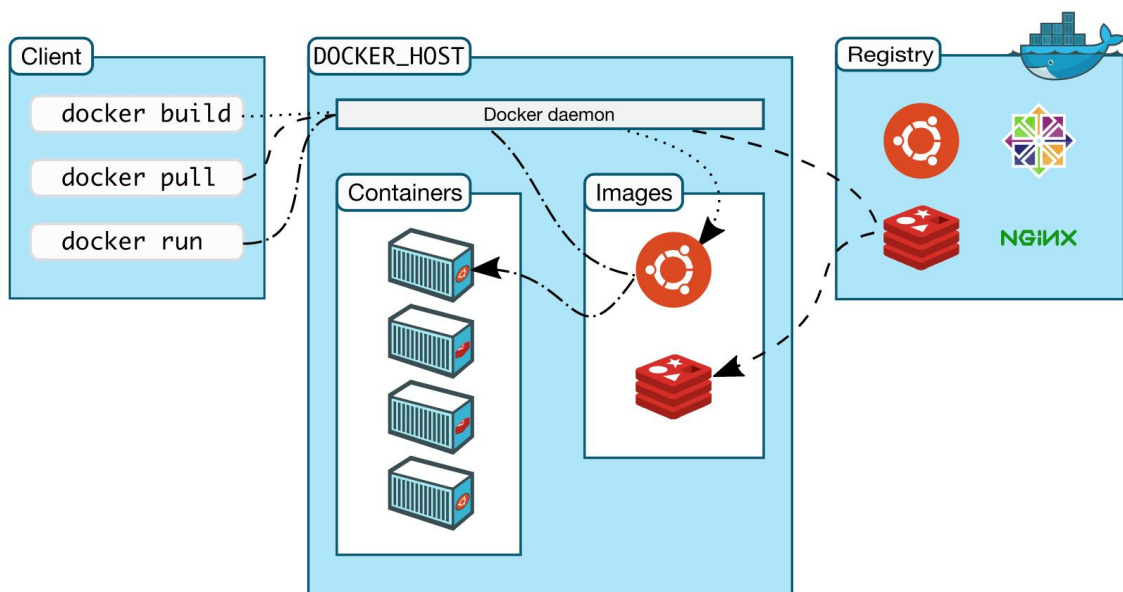 Client
docker build
docker pull
docker run
DOCKER_HOST
Docker daemon
Containers
Images
Registry
NGINX